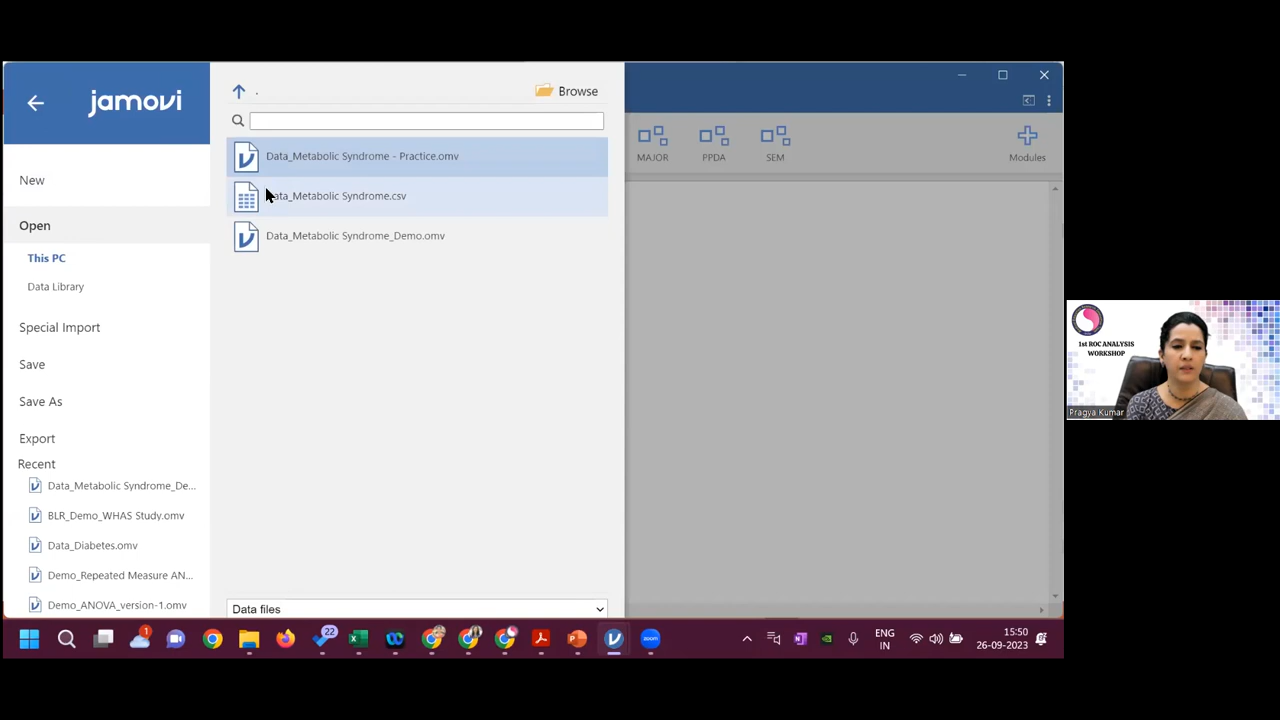 jamovi
New
Open
This PC
Data Library
Special Import
Save
Save As
Export
Recent
Data_Metabolic Syndrome_De...
BLR_Demo_WHAS Study.omv
Data_Diabetes.omv
Demo_Repeated Measure AN...
Demo_ANOVA_version-1.omv
.
Browse
Data_Metabolic Syndrome - Practice.omv
ata_Metabolic Syndrome.csv
Data_Metabolic Syndrome_Demo.omv
Data files
MAJOR
PPDA
SEM
Modules
1st ROC ANALYSIS
WORKSHOP
Pragya Kumar
1
22
ENG
IN
15:50
26-09-2023